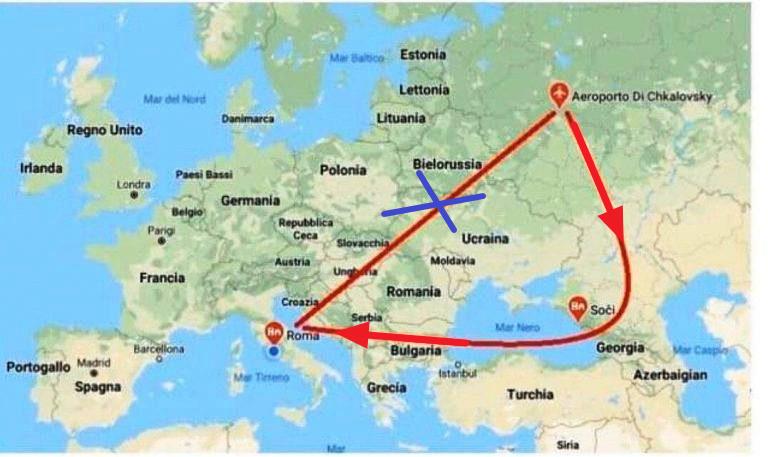 Estonia
Mar Baltico
Lettonia
Aeroporto Di Chkalovsky
Mar del Nord
Danimarca
Lituania
Regno Unito
Irlanda
Bielorussia
Polonia
Paesi Bassi
Londra
Germania
Belgio
Repubblica
Ceca
Parigi
Slovacchia
Ucraina
Austria
Moldavia
Ungheria
Francia
Romania
Croazia
Soči
Serbia
Mar Nero
Roma
Barcellona
Bulgaria
Georgia
Mar Caspio
Portogallo
Madrid
Istanbul
Azerbaigian
Mar Tirreno
Spagna
Grecia
Turchia
Siria
Mar